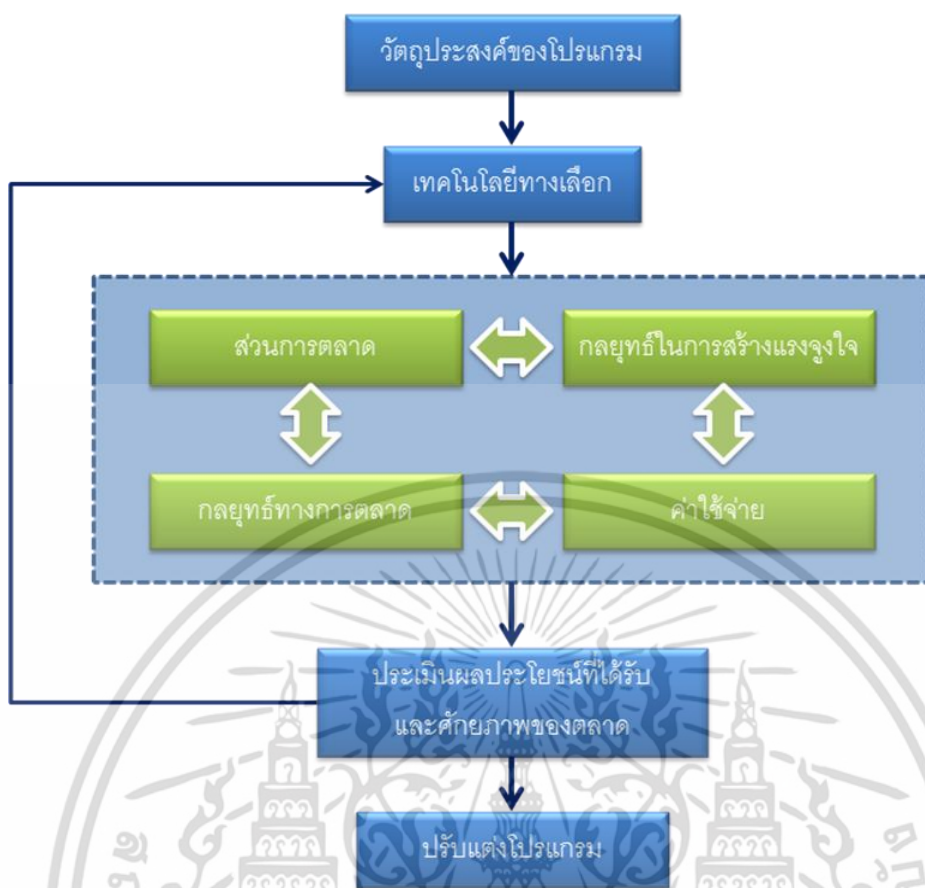 วัตถุประสงค์ของโปรแกรม
เทคโนโลยีทางเลือก
ส่วนการตลาด
กลยุทธ์ในการสร้างแรงจูงใจ
กลยุทธ์ทางการตลาด
ค่าใช้จ่าย
ประเมินผลประโยชน์ที่ได้รับ
และศักยภาพของตลาด
ปรับแต่งโปรแกรม